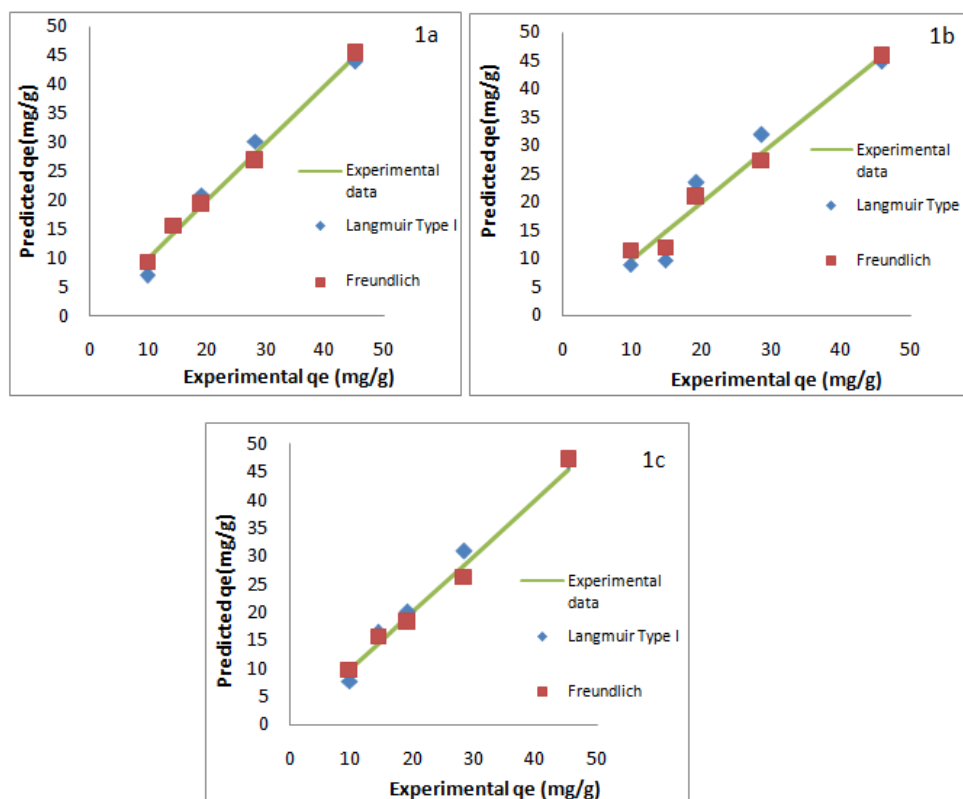 1a
Predicted qe(mg/g)
50
45
40
35
30
25
20
15
10
5
0
Experimental
data
Langmuir Type I
Freundlich
0 10 20 30 40 50
Experimental qe (mg/g)
1b
Predicted qe(mg/g)
50
45
40
35
30
25
20
15
10
5
0
Experimental
data
Langmuir Type
Freundlich
0 10 20 30 40 50
Experimental qe (mg/g)
1c
Predicted qe(mg/g)
50
45
40
35
30
25
20
15
10
5
0
Experimental
data
Langmuir Type I
Freundlich
0 10 20 30 40 50
Experimental qe (mg/g)